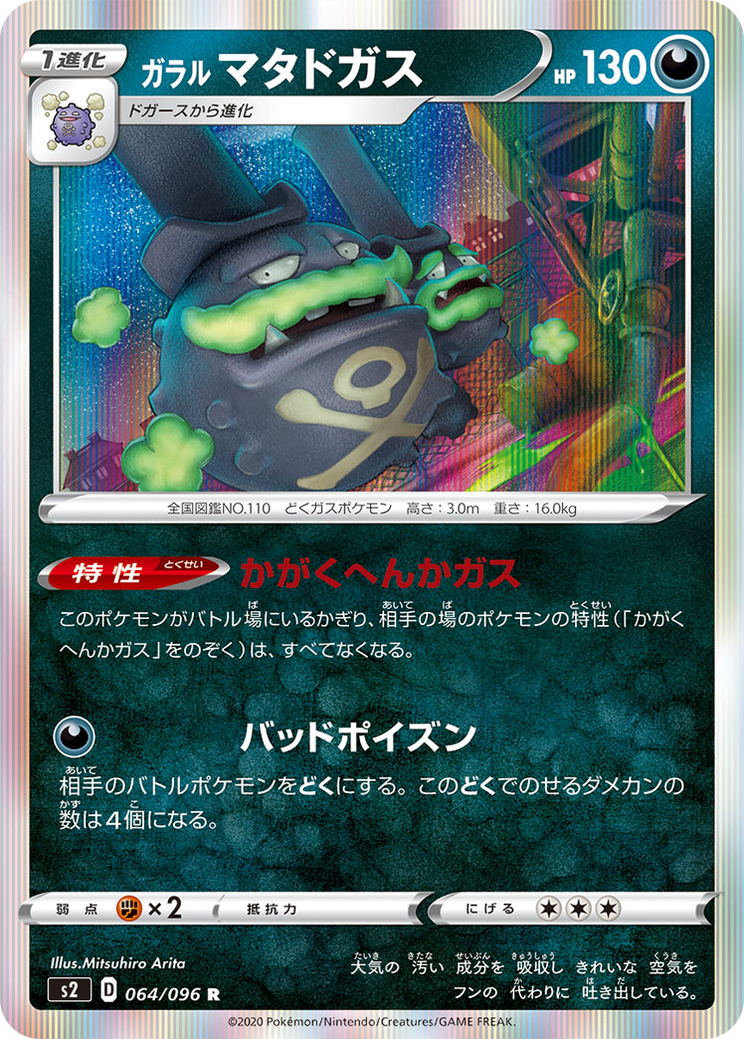 1進化
ガラル マタドガス
HP 130
ドガースから進化
全国図鑑NO.110 どくガスポケモン 高さ:3.0m 重さ:16.0kg
特性 とくせい かがくへんかガス
このポケモンがバトル場にいるかぎり、相手の場のポケモンの特性(「かがく
へんかガス」をのぞく)は、すべてなくなる。
バッドポイズン
相手のバトルポケモンをどくにする。このどくでのせるダメカンの
数は4個になる。
弱点 ×2 抵抗力 にげる
Illus.Mitsuhiro Arita
大気の 汚い 成分を 吸収し きれいな 空気を
フンの 代わりに 吐き出している。
s2 D 064/096 R
©2020 Pokémon/Nintendo/Creatures/GAME FREAK.